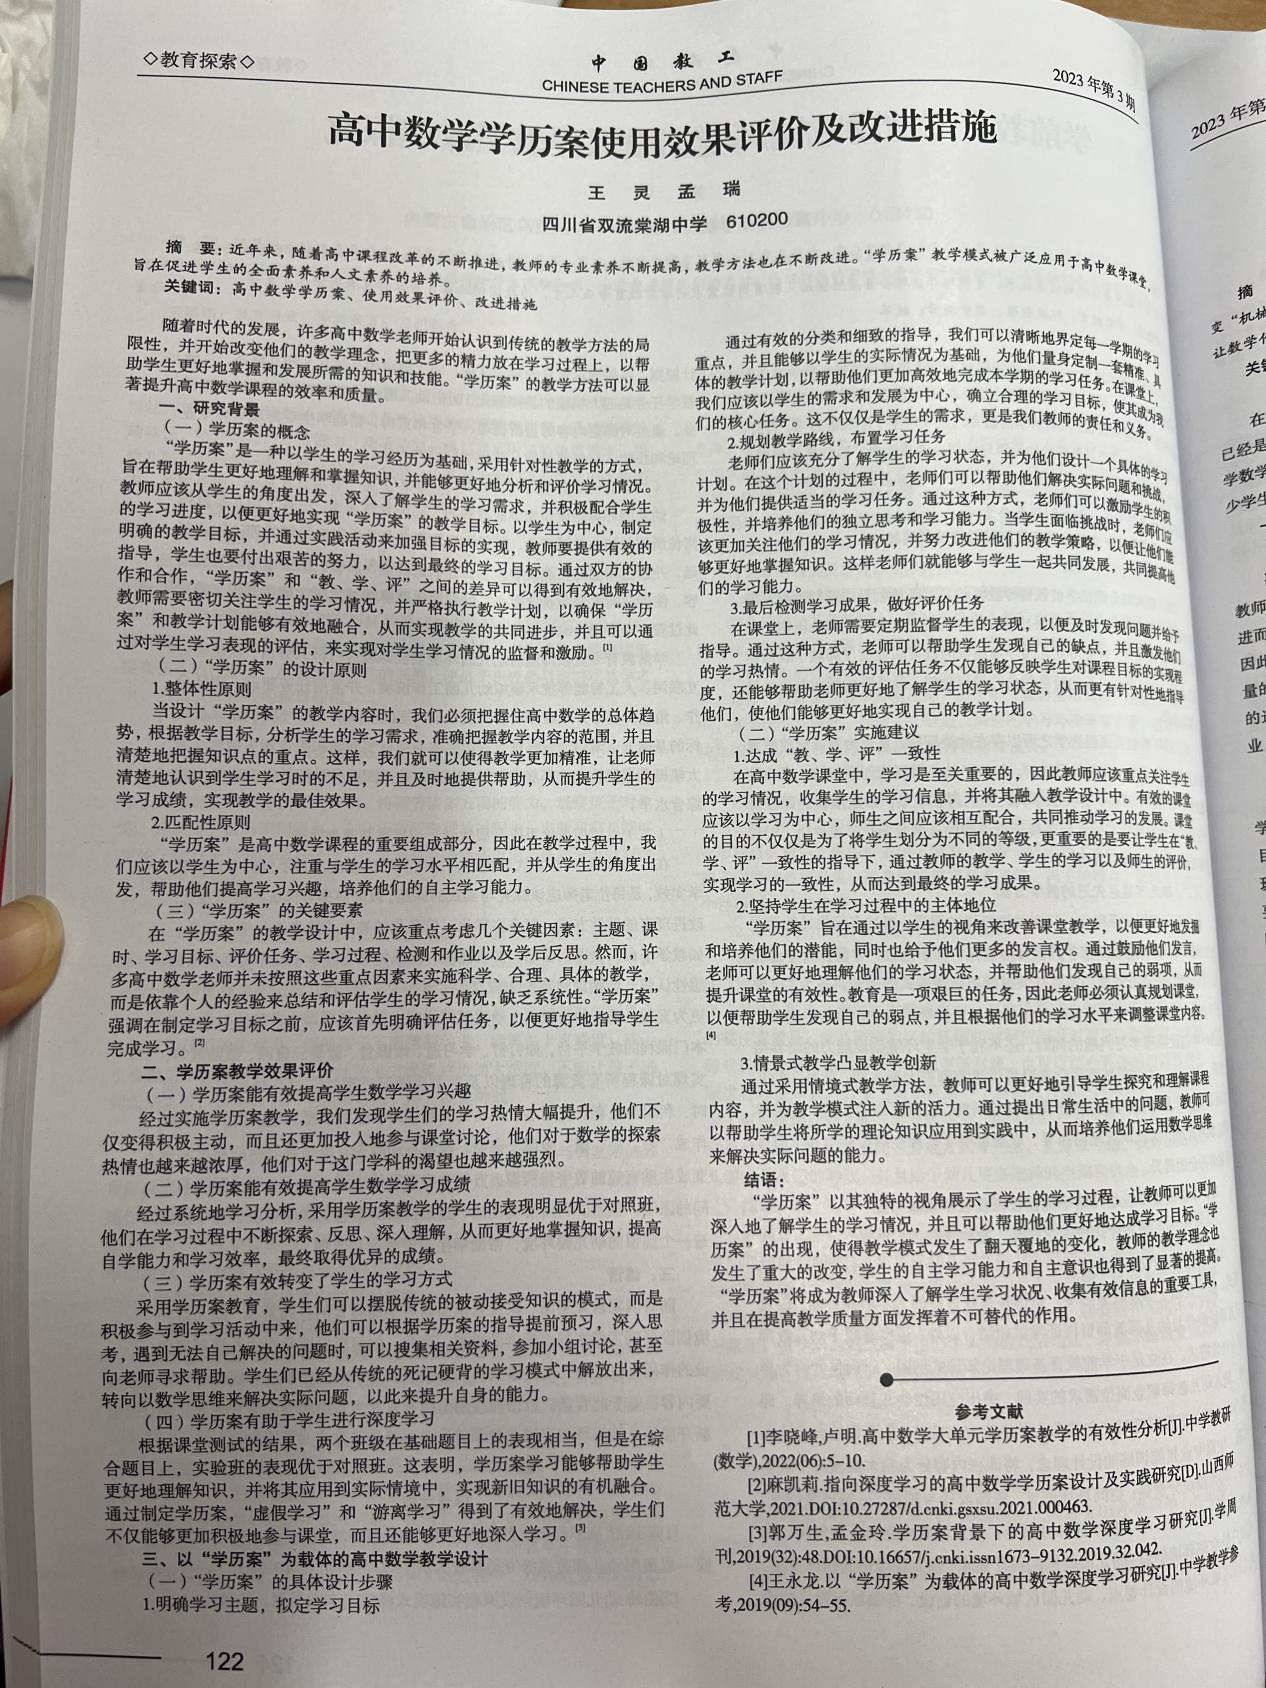 ◇教育探索◇
中国教工
CHINESE TEACHERS AND STAFF
2023年第3期
高中数学学历案使用效果评价及改进措施
王灵 孟瑞
四川省双流棠湖中学 610200
摘 要:近年来,随着高中课程改革的不断推进,教师的专业素养不断提高,教学方法也在不断改进。“学历案”教学模式被广泛应用于高中数学课堂,
旨在促进学生的全面素养和人文素养的培养。
关键词:高中数学学历案、使用效果评价、改进措施
随着时代的发展,许多高中数学老师开始认识到传统的教学方法的局
限性,并开始改变他们的教学理念,把更多的精力放在学习过程上,以帮
助学生更好地掌握和发展所需的知识和技能。“学历案”的教学方法可以显
著提升高中数学课程的效率和质量。
一、研究背景
(一)学历案的概念
“学历案”是一种以学生的学习经历为基础,采用针对性教学的方式,
旨在帮助学生更好地理解和掌握知识,并能够更好地分析和评价学习情况。
教师应该从学生的角度出发,深入了解学生的学习需求,并积极配合学生
的学习进度,以便更好地实现“学历案”的教学目标。以学生为中心,制定
明确的教学目标,并通过实践活动来加强目标的实现,教师要提供有效的
指导,学生也要付出艰苦的努力,以达到最终的学习目标。通过双方的协
作和合作,“学历案”和“教、学、评”之间的差异可以得到有效地解决,
教师需要密切关注学生的学习情况,并严格执行教学计划,以确保“学历
案”和教学计划能够有效地融合,从而实现教学的共同进步,并且可以通
过对学生学习表现的评估,来实现对学生学习情况的监督和激励。[1]
(二)“学历案”的设计原则
1.整体性原则
当设计“学历案”的教学内容时,我们必须把握住高中数学的总体趋
势,根据教学目标,分析学生的学习需求,准确把握教学内容的范围,并且
清楚地把握知识点的重点。这样,我们就可以使得教学更加精准,让老师
清楚地认识到学生学习时的不足,并且及时地提供帮助,从而提升学生的
学习成绩,实现教学的最佳效果。
2.匹配性原则
“学历案”是高中数学课程的重要组成部分,因此在教学过程中,我
们应该以学生为中心,注重与学生的学习水平相匹配,并从学生的角度出
发,帮助他们提高学习兴趣,培养他们的自主学习能力。
(三)“学历案”的关键要素
在“学历案”的教学设计中,应该重点考虑几个关键因素:主题、课
时、学习目标、评价任务、学习过程、检测和作业以及学后反思。然而,许
多高中数学老师并未按照这些重点因素来实施科学、合理、具体的教学,
而是依靠个人的经验来总结和评估学生的学习情况,缺乏系统性。“学历案”
强调在制定学习目标之前,应该首先明确评估任务,以便更好地指导学生
完成学习。[2]
二、学历案教学效果评价
(一)学历案能有效提高学生数学学习兴趣
经过实施学历案教学,我们发现学生们的学习热情大幅提升,他们不
仅变得积极主动,而且还更加投入地参与课堂讨论,他们对于数学的探索
热情也越来越浓厚,他们对于这门学科的渴望也越来越强烈。
(二)学历案能有效提高学生数学学习成绩
经过系统地学习分析,采用学历案教学的学生的表现明显优于对照班,
他们在学习过程中不断探索、反思、深入理解,从而更好地掌握知识,提高
自学能力和学习效率,最终取得优异的成绩。
(三)学历案有效转变了学生的学习方式
采用学历案教育,学生们可以摆脱传统的被动接受知识的模式,而是
积极参与到学习活动中来,他们可以根据学历案的指导提前预习,深入思
考,遇到无法自己解决的问题时,可以搜集相关资料,参加小组讨论,甚至
向老师寻求帮助。学生们已经从传统的死记硬背的学习模式中解放出来,
转向以数学思维来解决实际问题,以此来提升自身的能力。
(四)学历案有助于学生进行深度学习
根据课堂测试的结果,两个班级在基础题目上的表现相当,但是在综
合题目上,实验班的表现优于对照班。这表明,学历案学习能够帮助学生
更好地理解知识,并将其应用到实际情境中,实现新旧知识的有机融合。
通过制定学历案,“虚假学习”和“游离学习”得到了有效地解决,学生们
不仅能够更加积极地参与课堂,而且还能够更好地深入学习。[3]
三、以“学历案”为载体的高中数学教学设计
(一)“学历案”的具体设计步骤
1.明确学习主题,拟定学习目标
通过有效的分类和细致的指导,我们可以清晰地界定每一学期的学习
重点,并且能够以学生的实际情况为基础,为他们量身定制一套精准、具
体的教学计划,以帮助他们更加高效地完成本学期的学习任务。在课堂上,
我们应该以学生的需求和发展为中心,确立合理的学习目标,使其成为我
们的核心任务。这不仅仅是学生的需求,更是我们教师的责任和义务。
2.规划教学路线,布置学习任务
老师们应该充分了解学生的学习状态,并为他们设计一个具体的学习
计划。在这个计划的过程中,老师们可以帮助他们解决实际问题和挑战,
并为他们提供适当的学习任务。通过这种方式,老师们可以激励学生的积
极性,并培养他们的独立思考和学习能力。当学生面临挑战时,老师们应
该更加关注他们的学习情况,并努力改进他们的教学策略,以便让他们能
够更好地掌握知识。这样老师们就能够与学生一起共同发展,共同提高他
们的学习能力。
3.最后检测学习成果,做好评价任务
在课堂上,老师需要定期监督学生的表现,以便及时发现问题并给予
指导。通过这种方式,老师可以帮助学生发现自己的缺点,并且激发他们
的学习热情。一个有效的评估任务不仅能够反映学生对课程目标的实现程
度,还能够帮助老师更好地了解学生的学习状态,从而更有针对性地指导
他们,使他们能够更好地实现自己的教学计划。
(二)“学历案”实施建议
1.达成“教、学、评”一致性
在高中数学课堂中,学习是至关重要的,因此教师应该重点关注学生
的学习情况,收集学生的学习信息,并将其融入教学设计中。有效的课堂
应该以学习为中心,师生之间应该相互配合,共同推动学习的发展。课堂
的目的不仅仅是为了将学生划分为不同的等级,更重要的是要让学生在“教、
学、评”一致性的指导下,通过教师的教学、学生的学习以及师生的评价,
实现学习的一致性,从而达到最终的学习成果。
2.坚持学生在学习过程中的主体地位
“学历案”旨在通过以学生的视角来改善课堂教学,以便更好地发掘
和培养他们的潜能,同时也给予他们更多的发言权。通过鼓励他们发言,
老师可以更好地理解他们的学习状态,并帮助他们发现自己的弱项,从而
提升课堂的有效性。教育是一项艰巨的任务,因此老师必须认真规划课堂,
以便帮助学生发现自己的弱点,并且根据他们的学习水平来调整课堂内容。
[4]
3.情景式教学凸显教学创新
通过采用情境式教学方法,教师可以更好地引导学生探究和理解课程
内容,并为教学模式注入新的活力。通过提出日常生活中的问题,教师可
以帮助学生将所学的理论知识应用到实践中,从而培养他们运用数学思维
来解决实际问题的能力。
结语:
“学历案”以其独特的视角展示了学生的学习过程,让教师可以更加
深入地了解学生的学习情况,并且可以帮助他们更好地达成学习目标。“学
历案”的出现,使得教学模式发生了翻天覆地的变化,教师的教学理念也
发生了重大的改变,学生的自主学习能力和自主意识也得到了显著的提高。
“学历案”将成为教师深入了解学生学习状况、收集有效信息的重要工具,
并且在提高教学质量方面发挥着不可替代的作用。
参考文献
[1]李晓峰,卢明.高中数学大单元学历案教学的有效性分析[J].中学教研
(数学),2022(06):5-10.
[2]麻凯莉.指向深度学习的高中数学学历案设计及实践研究[D].山西师
范大学,2021.DOI:10.27287/d.cnki.gsxsu.2021.000463.
[3]郭万生,孟金玲.学历案背景下的高中数学深度学习研究[J].学周
刊,2019(32):48.DOI:10.16657/j.cnki.issn1673-9132.2019.32.042.
[4]王永龙.以“学历案”为载体的高中数学深度学习研究[J].中学教学参
考,2019(09):54-55.
122
2023年第
摘
变“机械
让数学
在
已经是
学数学
少学生
教师
进而
因此
量的
业